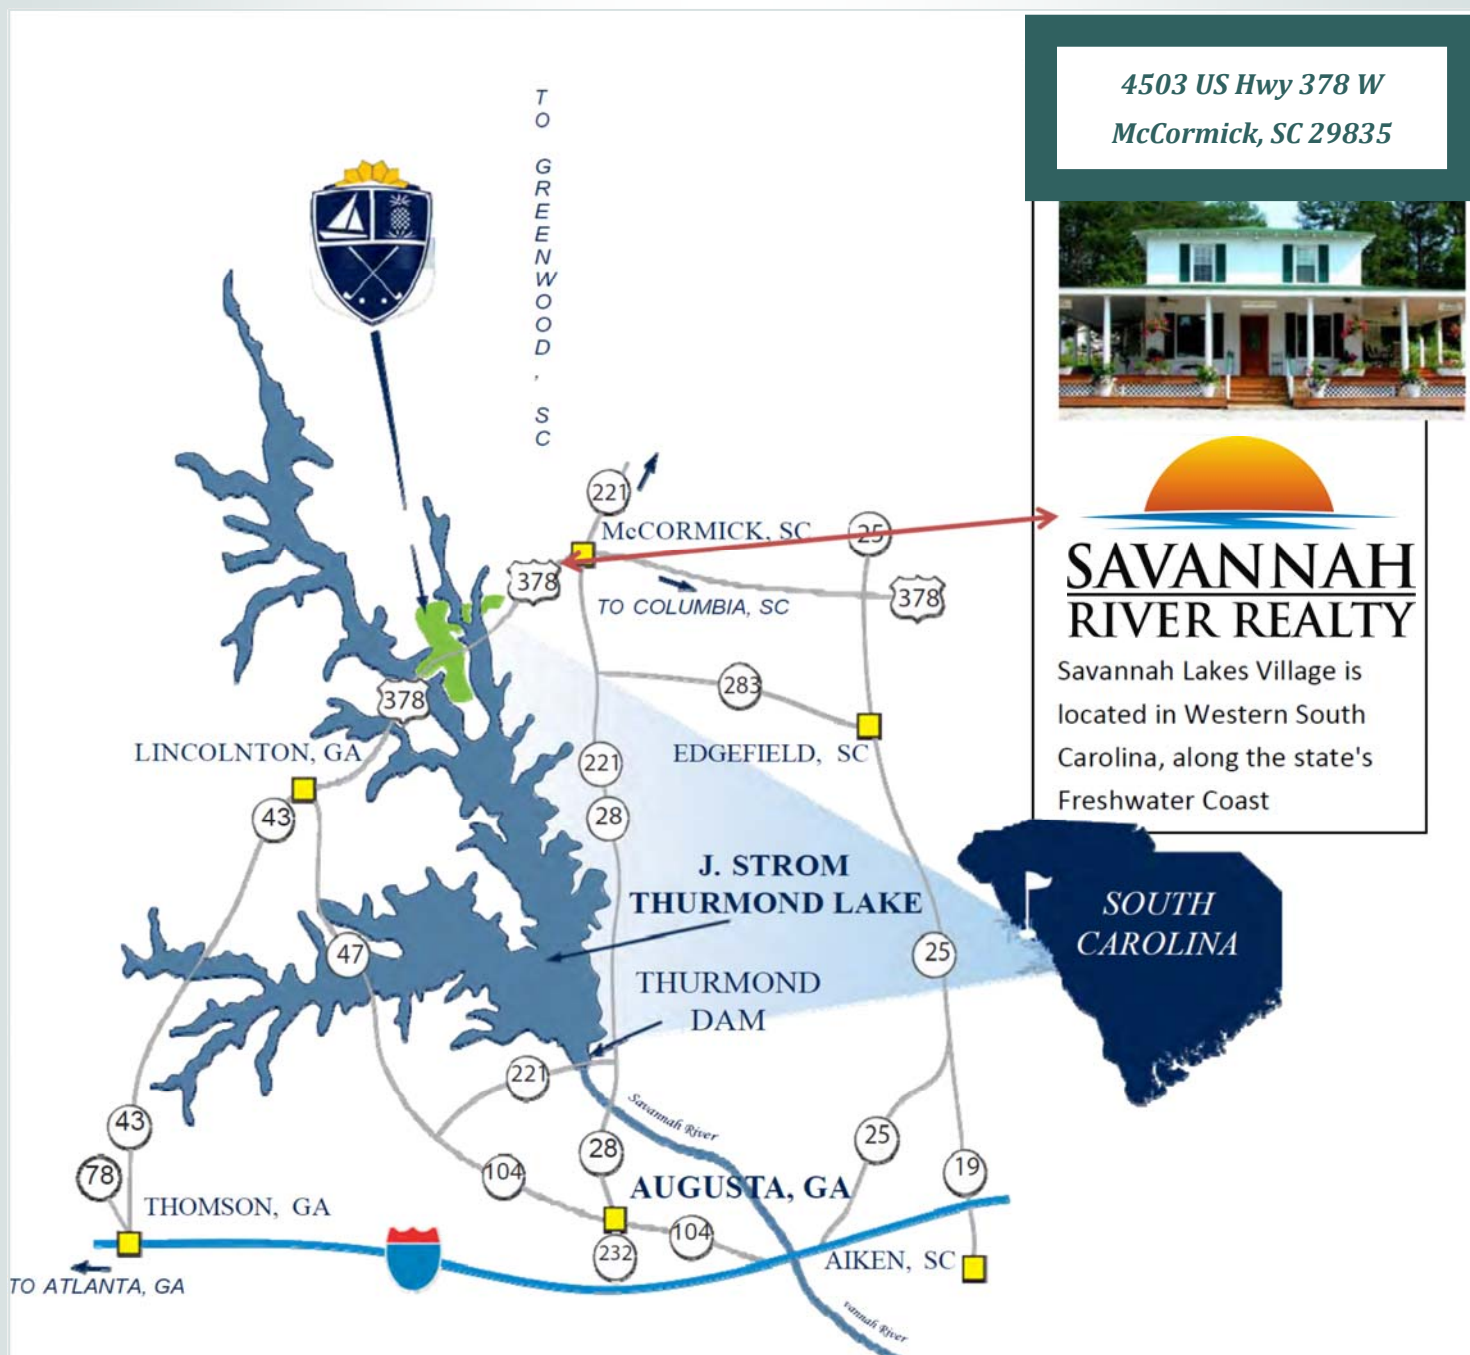 4503 US Hwy 378 W
McCormick, SC 29835
TO GREENWOOD, SC
221
McCORMICK, SC
25
378
378
TO COLUMBIA, SC
SAVANNAH
RIVER REALTY
Savannah Lakes Village is
located in Western South
Carolina, along the state's
Freshwater Coast
283
378
LINCOLNTON, GA
EDGEFIELD, SC
221
43
28
J. STROM
THURMOND LAKE
SOUTH
CAROLINA
47
25
THURMOND
DAM
221
Savannah River
43
28
25
78
104
19
AUGUSTA, GA
THOMSON, GA
104
232
AIKEN, SC
TO ATLANTA, GA
vannah River